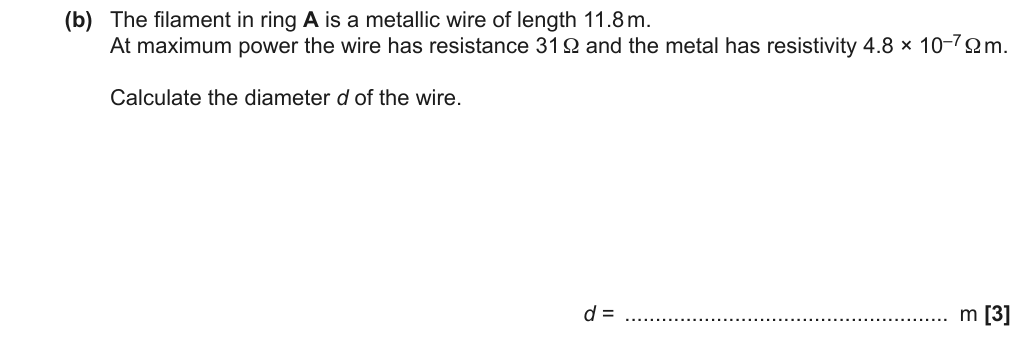 (b) The filament in ring A is a metallic wire of length 11.8 m.
At maximum power the wire has resistance 31 Ω and the metal has resistivity 4.8 × 10⁻⁷ Ω m.
Calculate the diameter d of the wire.
d = .................................................... m [3]